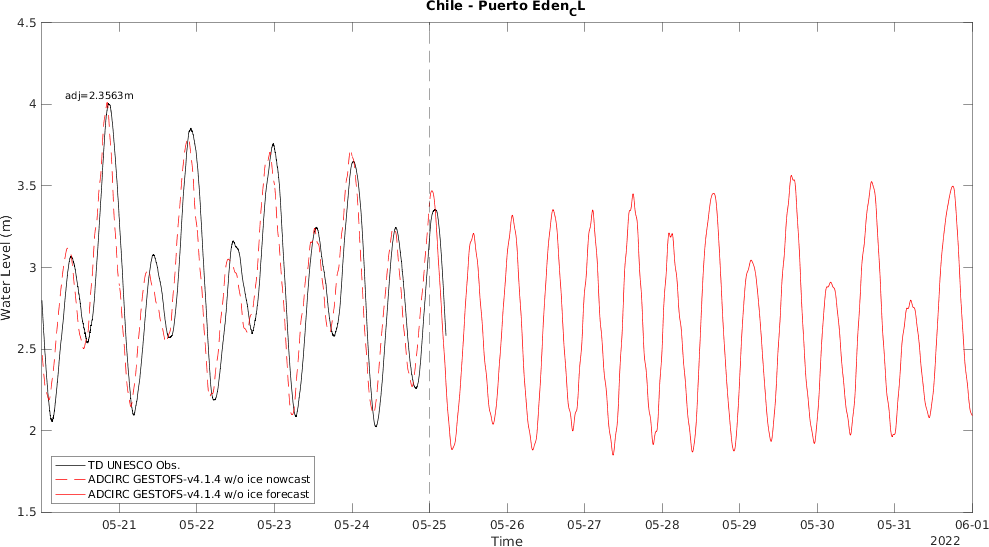 Chile - Puerto Eden_CL
4.5
adj=2.3563m
4
3.5
3
Water Level (m)
2.5
2
TD UNESCO Obs.
ADCIRC GESTOFS-v4.1.4 w/o ice nowcast
ADCIRC GESTOFS-v4.1.4 w/o ice forecast
1.5
05-21 05-22 05-23 05-24 05-25 05-26 05-27 05-28 05-29 05-30 05-31 06-01
Time
2022